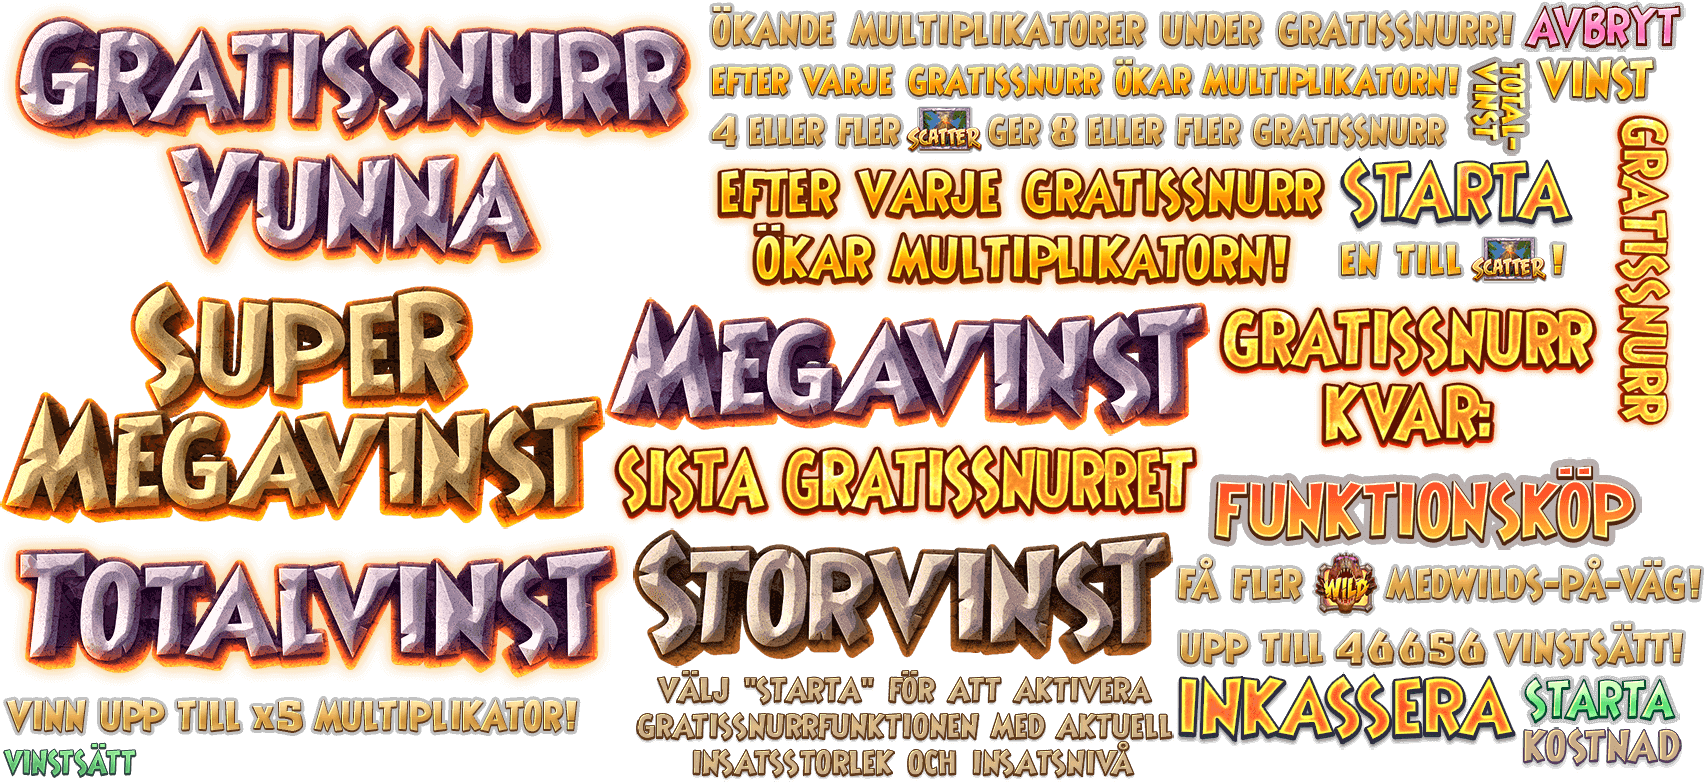 GRATISSNURR
VUNNA
ÖKANDE MULTIPLIKATORER UNDER GRATISSNURR!
AVBRYT
EFTER VARJE GRATISSNURR ÖKAR MULTIPLIKATORN!
TOTAL-
VINST
VINST
4 ELLER FLER SCATTER GER 8 ELLER FLER GRATISSNURR
EFTER VARJE GRATISSNURR
ÖKAR MULTIPLIKATORN!
STARTA
EN TILL SCATTER !
GRATISSNURR
SUPER
MEGAVINST
MEGAVINST
GRATISSNURR
KVAR:
SISTA GRATISSNURRET
FUNKTIONSKÖP
TOTALVINST
STORVINST
FÅ FLER WILD MEDWILDS-PÅ-VÄG!
UPP TILL 46656 VINSTSÄTT!
VINN UPP TILL X5 MULTIPLIKATOR!
VINSTSÄTT
VÄLJ "STARTA" FÖR ATT AKTIVERA
GRATISSNURRFUNKTIONEN MED AKTUELL
INSATSSTORLEK OCH INSATSNIVÅ
INKASSERA
STARTA
KOSTNAD